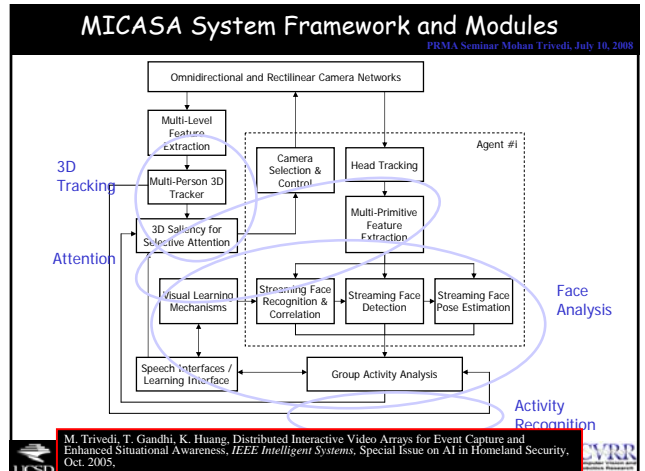 MICASA System Framework and Modules
PRMA Seminar Mohan Trivedi, July 10, 2008
Omnidirectional and Rectilinear Camera Networks
Multi-Level
Feature
Extraction
Agent #i
Camera
Selection &
Control
Head Tracking
3D
Tracking
Multi-Person 3D
Tracker
Multi-Primitive
Feature
Extraction
3D Saliency for
Selective Attention
Attention
Visual Learning
Mechanisms
Streaming Face
Recognition &
Correlation
Streaming Face
Detection
Streaming Face
Pose Estimation
Face
Analysis
Speech Interfaces /
Learning Interface
Group Activity Analysis
Activity
Recognition
M. Trivedi, T. Gandhi, K. Huang, Distributed Interactive Video Arrays for Event Capture and
Enhanced Situational Awareness, IEEE Intelligent Systems, Special Issue on AI in Homeland Security,
Oct. 2005,
UCSD
CVRR